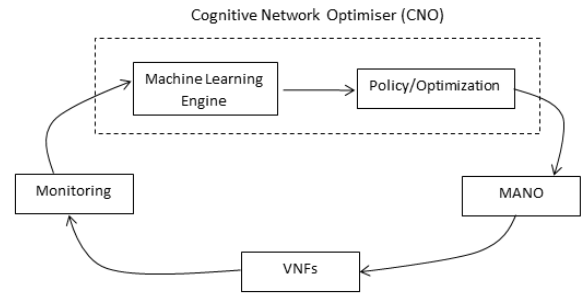 Cognitive Network Optimiser (CNO)
Machine Learning
Engine
Policy/Optimization
Monitoring
MANO
VNFs